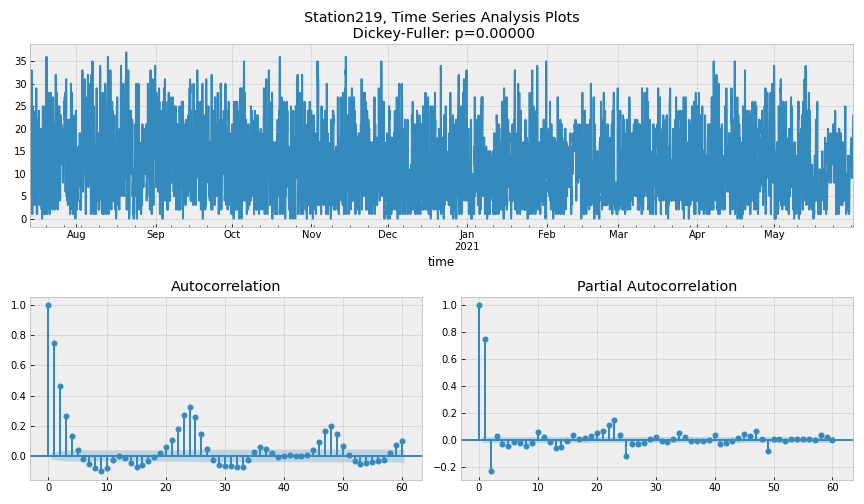 Station219, Time Series Analysis Plots
Dickey-Fuller: p=0.00000
35
30
25
20
15
10
5
0
Aug Sep Oct Nov Dec Jan Feb Mar Apr May
2021
time
Autocorrelation
1.0
0.8
0.6
0.4
0.2
0.0
0 10 20 30 40 50 60
Partial Autocorrelation
1.0
0.8
0.6
0.4
0.2
0.0
−0.2
0 10 20 30 40 50 60